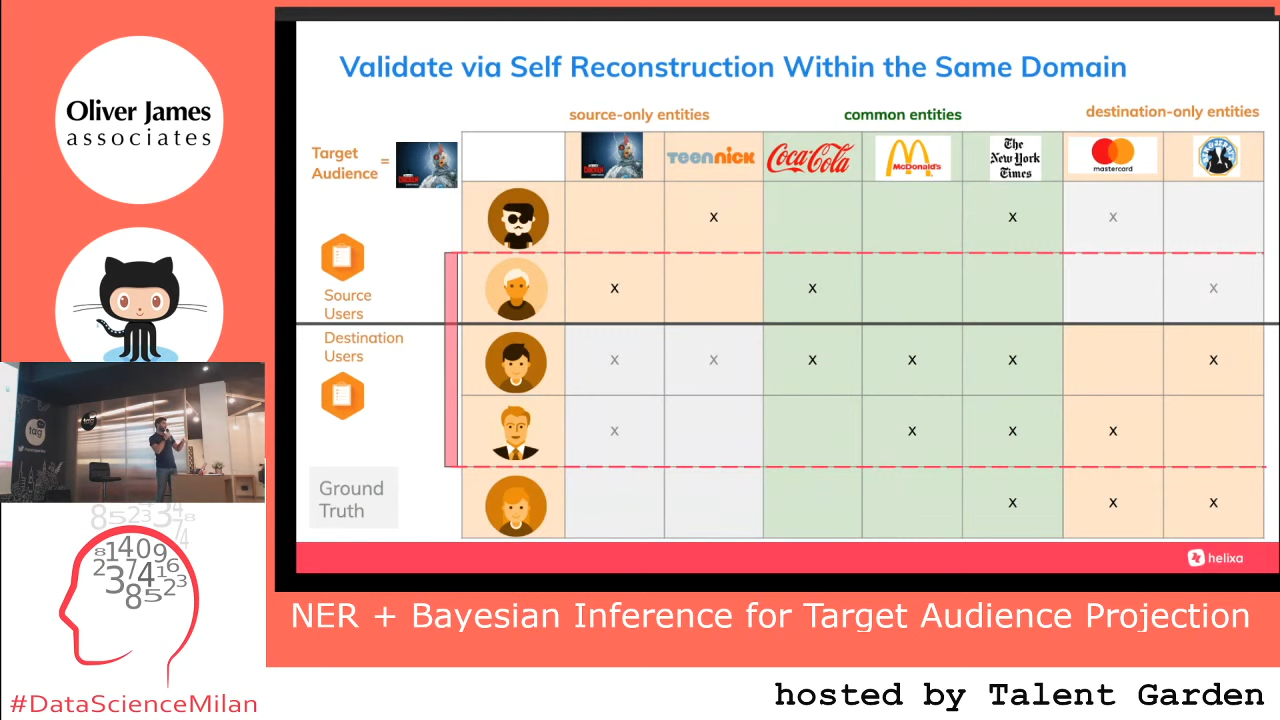 Oliver James
associates
Validate via Self Reconstruction Within the Same Domain
source-only entities
common entities
destination-only entities
Target
Audience
=
TEENNICK
Coca-Cola
McDonald's
The
New York
Times
mastercard
x
x
x
Source
Users
x
x
x
Destination
Users
x
x
x
x
x
x
x
x
x
x
Ground
Truth
x
x
x
helixa
tag
NER + Bayesian Inference for Target Audience Projection
#DataScienceMilan
hosted by Talent Garden